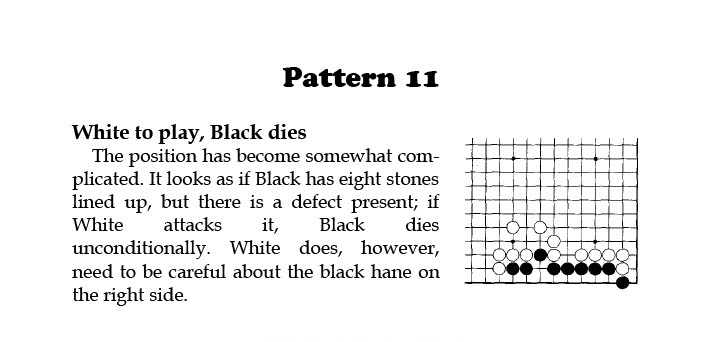 Pattern 11
White to play, Black dies
The position has become somewhat com-
plicated. It looks as if Black has eight stones
lined up, but there is a defect present; if
White attacks it, Black dies
unconditionally. White does, however,
need to be careful about the black hane on
the right side.